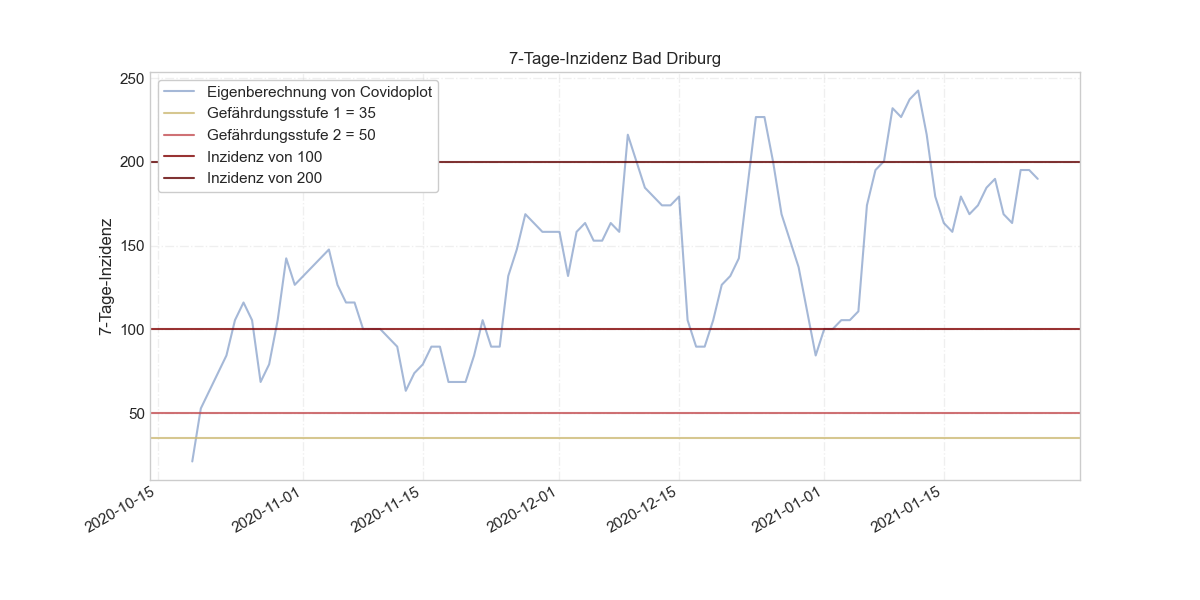 7-Tage-Inzidenz Bad Driburg
Eigenberechnung von Covidoplot
Gefährdungsstufe 1 = 35
Gefährdungsstufe 2 = 50
Inzidenz von 100
Inzidenz von 200
7-Tage-Inzidenz
250
200
150
100
50
2020-10-15
2020-11-01
2020-11-15
2020-12-01
2020-12-15
2021-01-01
2021-01-15